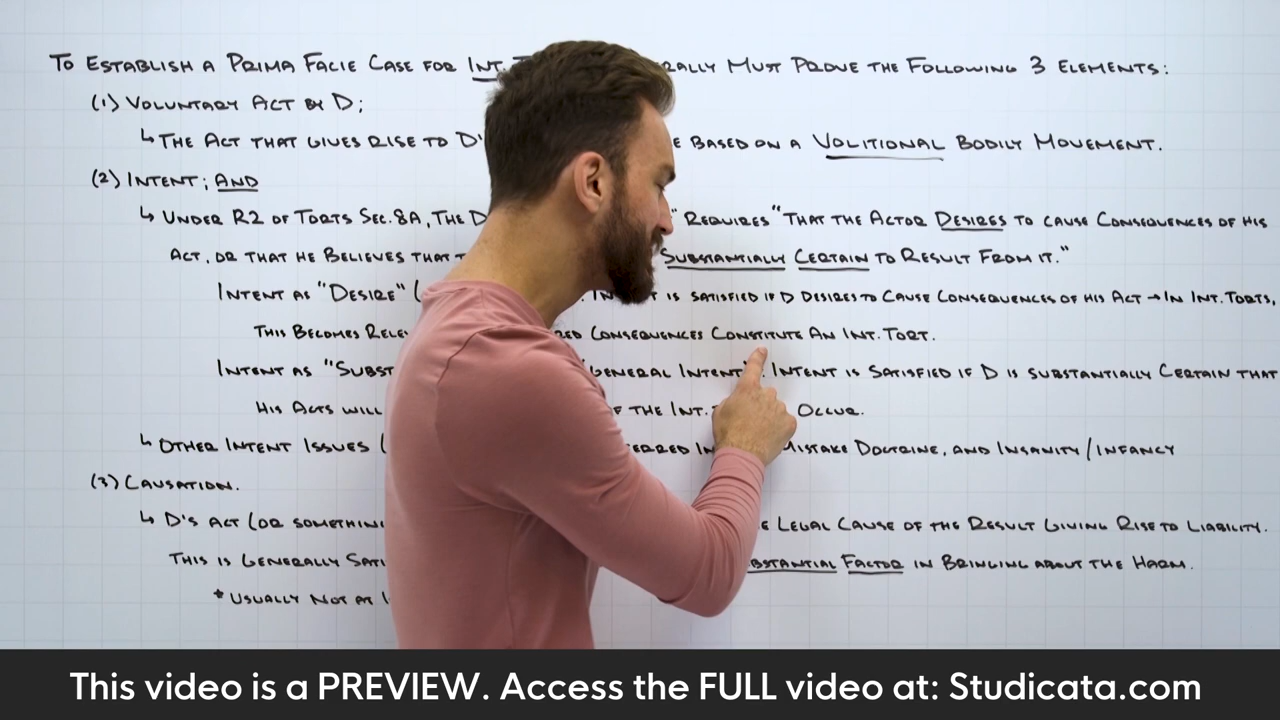 To Establish a Prima Facie Case for Int. rally Must Prove the Following 3 Elements:
(1) Voluntary Act by D;
↳ The Act that gives rise to D' e based on a Volitional Bodily Movement.
(2) Intent; And
↳ Under R2 of Torts Sec. 8A, the D "Requires" that the Actor Desires to cause Consequences of his
Act, or that he Believes that Substantially Certain to Result From it."
Intent as "Desire" ( is satisfied if D desires to Cause Consequences of his Act → In Int. Torts,
this Becomes Consequences Constitute An Int. Tort.
Intent as "Subst General Intent": Intent is Satisfied if D is substantially Certain that
his Acts will f the Int. Occur.
↳ Other Intent Issues ( erred In Mistake Doctrine, and Insanity/Infancy
(3) Causation.
↳ D's Act (or somethin e Legal Cause of the Result Giving Rise to Liability.
This is Generally Sati bstantial Factor in Bringing about the Harm.
* Usually Not at
This video is a PREVIEW. Access the FULL video at: Studicata.com